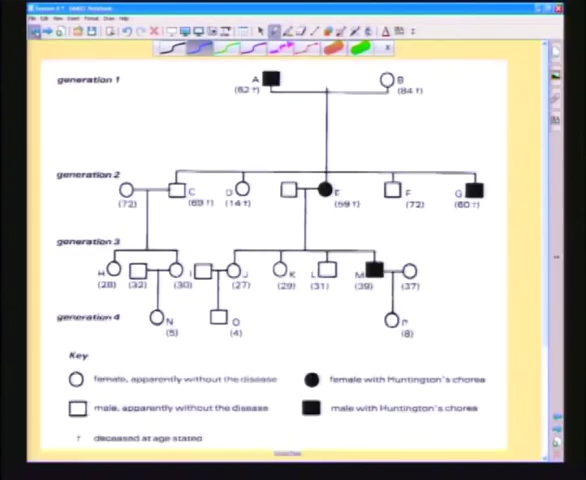 generation 1
A
(62 †)
B
(84 †)
generation 2
(72)
C
(69 †)
D
(14 †)
E
(59 †)
F
(72)
G
(60 †)
generation 3
H
(28)
(32)
I
(30)
J
(27)
K
(29)
L
(31)
M
(39)
(37)
generation 4
N
(5)
O
(4)
P
(8)
Key
female, apparently without the disease
female with Huntington's chorea
male, apparently without the disease
male with Huntington's chorea
† deceased at age stated